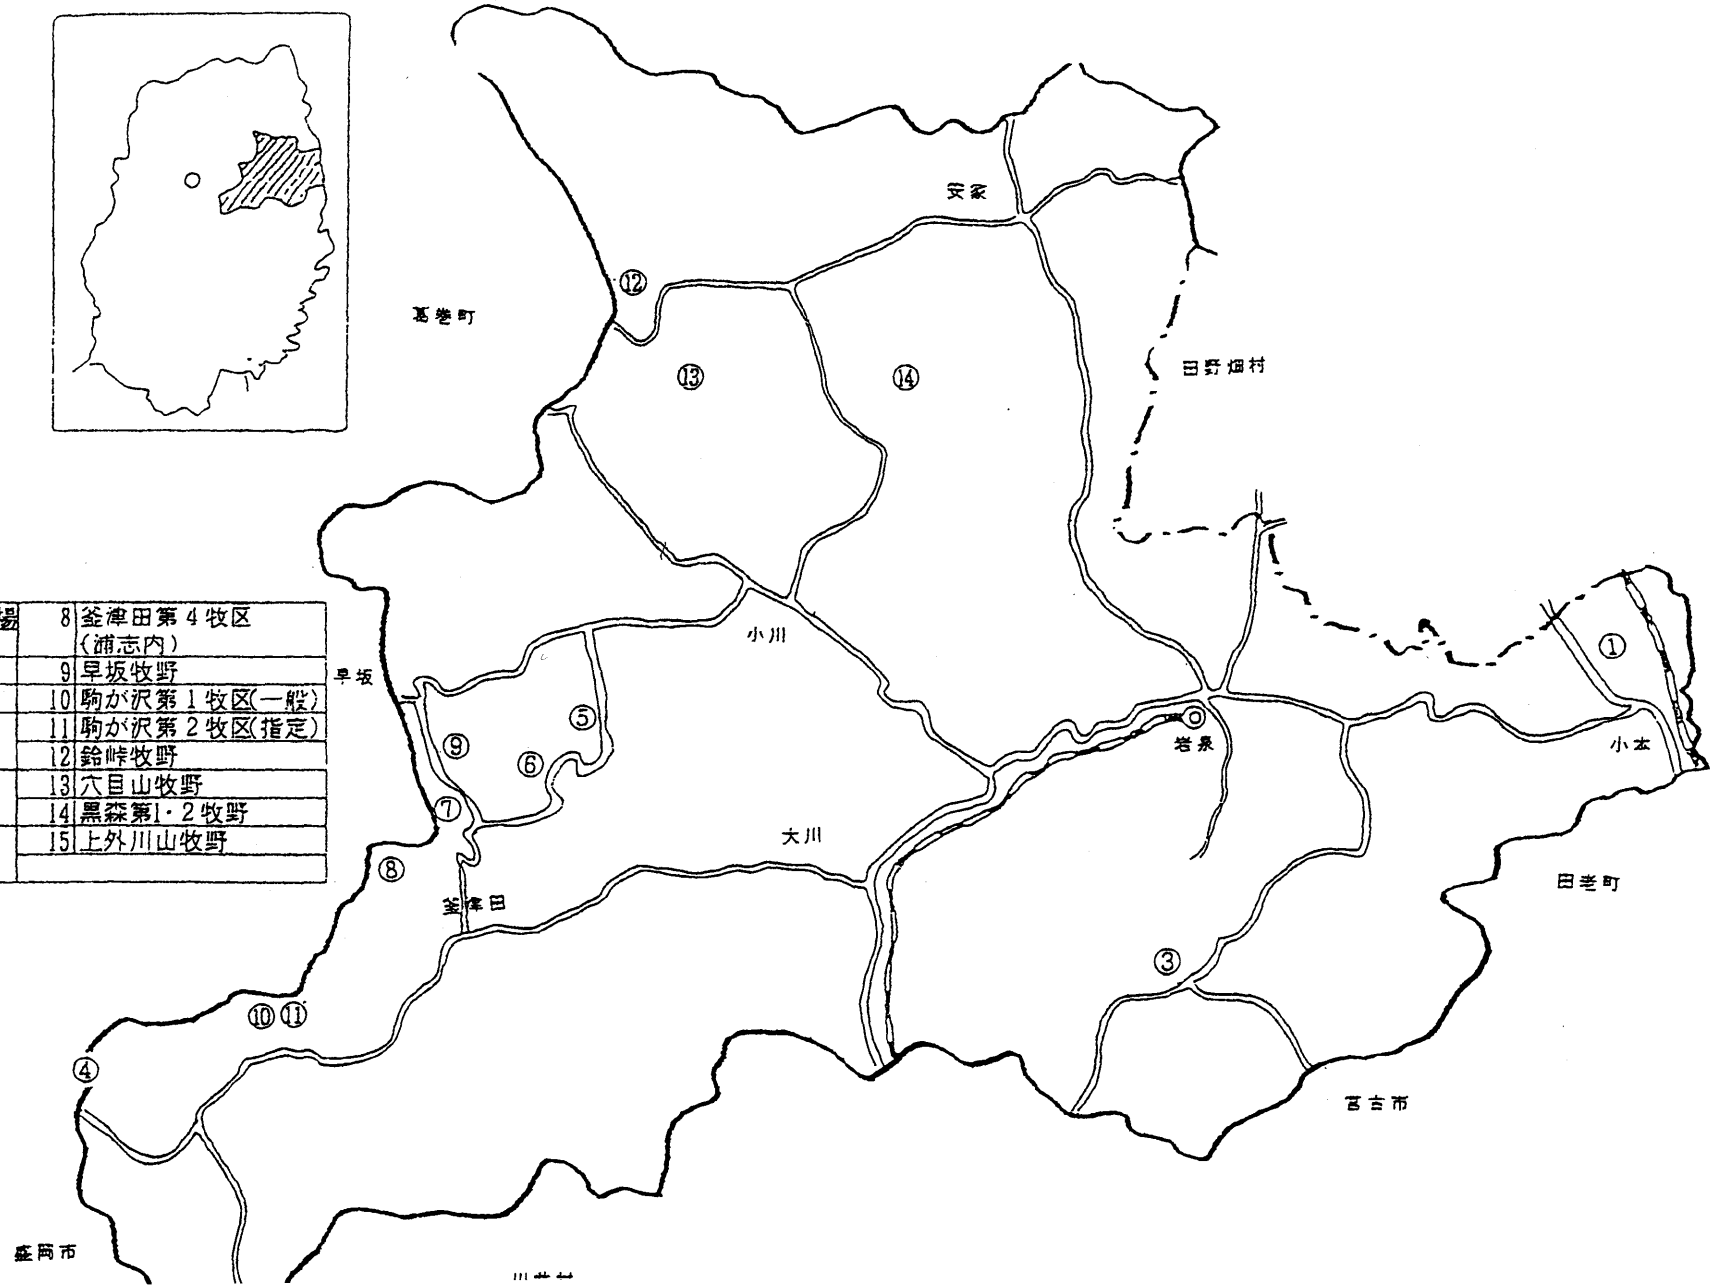 安家
⑫
葛巻町
⑬
⑭
田野畑村
8 釜津田第4牧区
(浦志内)
9 早坂牧野
10 駒が沢第1牧区(一般)
11 駒が沢第2牧区(指定)
12 鈴峠牧野
13 穴目山牧野
14 黒森第1・2牧野
15 上外川山牧野
場
早坂
小川
①
⑤
⑨
⑥
岩泉
小本
⑦
大川
⑧
釜津田
田老町
③
⑩ ⑪
④
宮古市
盛岡市